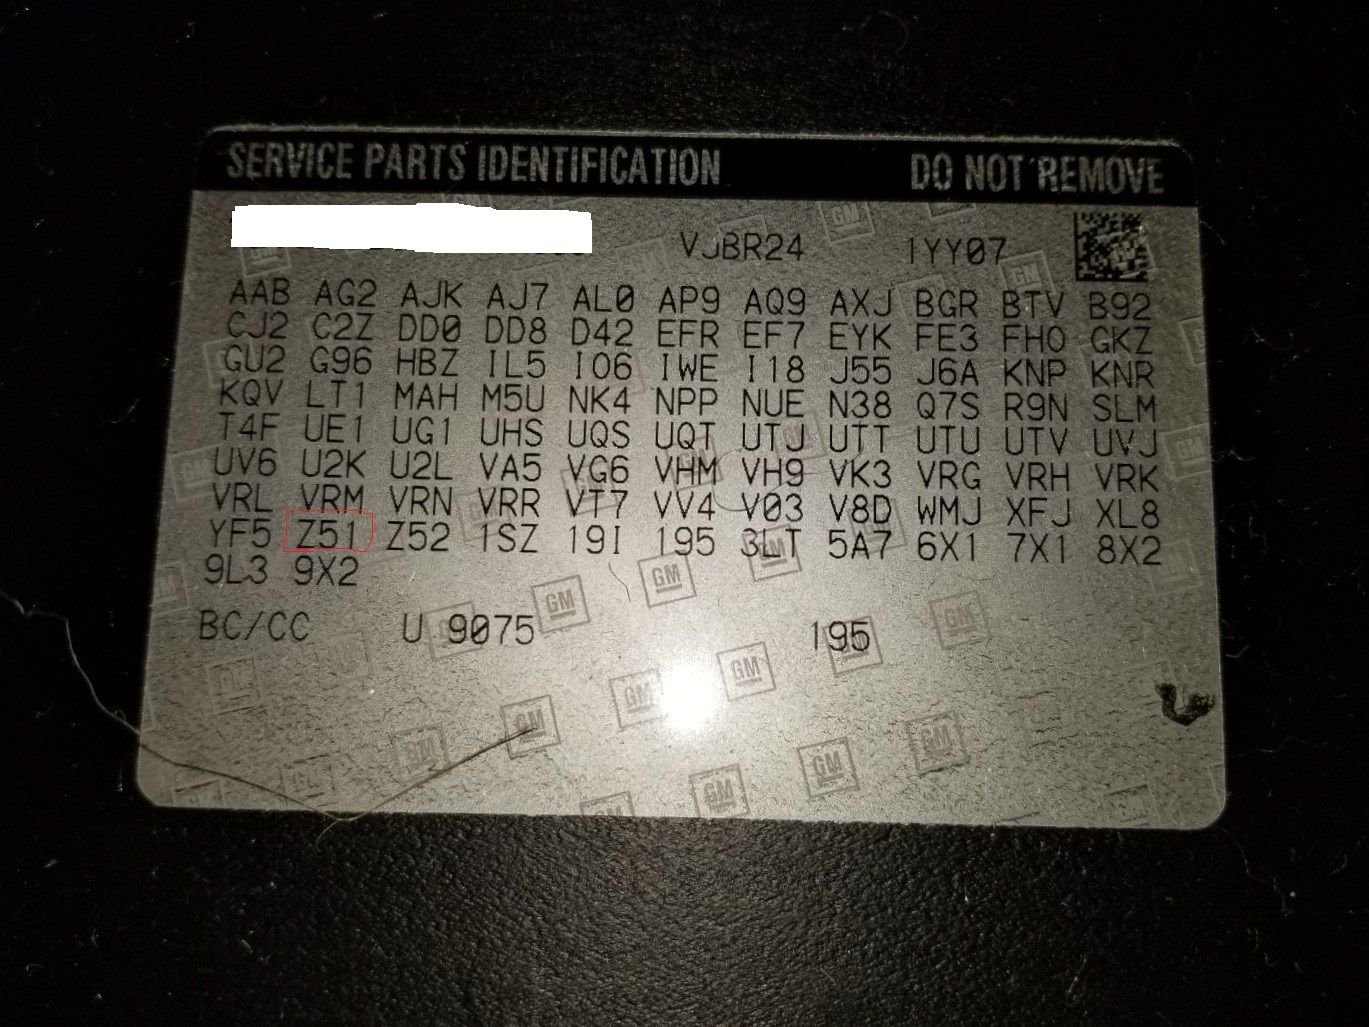 SERVICE PARTS IDENTIFICATION DO NOT REMOVE
VJBR24 1YY07
AAB AG2 AJK AJ7 AL0 AP9 AQ9 AXJ BGR BTV B92
CJ2 C2Z DD0 DD8 D42 EFR EF7 EYK FE3 FHO GKZ
GU2 G96 HBZ IL5 I06 IWE I18 J55 J6A KNP KNR
KQV LT1 MAH M5U NK4 NPP NUE N38 Q7S R9N SLM
T4F UE1 UG1 UHS UQS UQT UTJ UTT UTU UTV UVJ
UV6 U2K U2L VA5 VG6 VHM VH9 VK3 VRG VRH VRK
VRL VRM VRN VRR VT7 VV4 V03 V8D WMJ XFJ XL8
YF5 Z51 Z52 1SZ 19I 195 3LT 5A7 6X1 7X1 8X2
9L3 9X2
BC/CC U 9075 195
GM